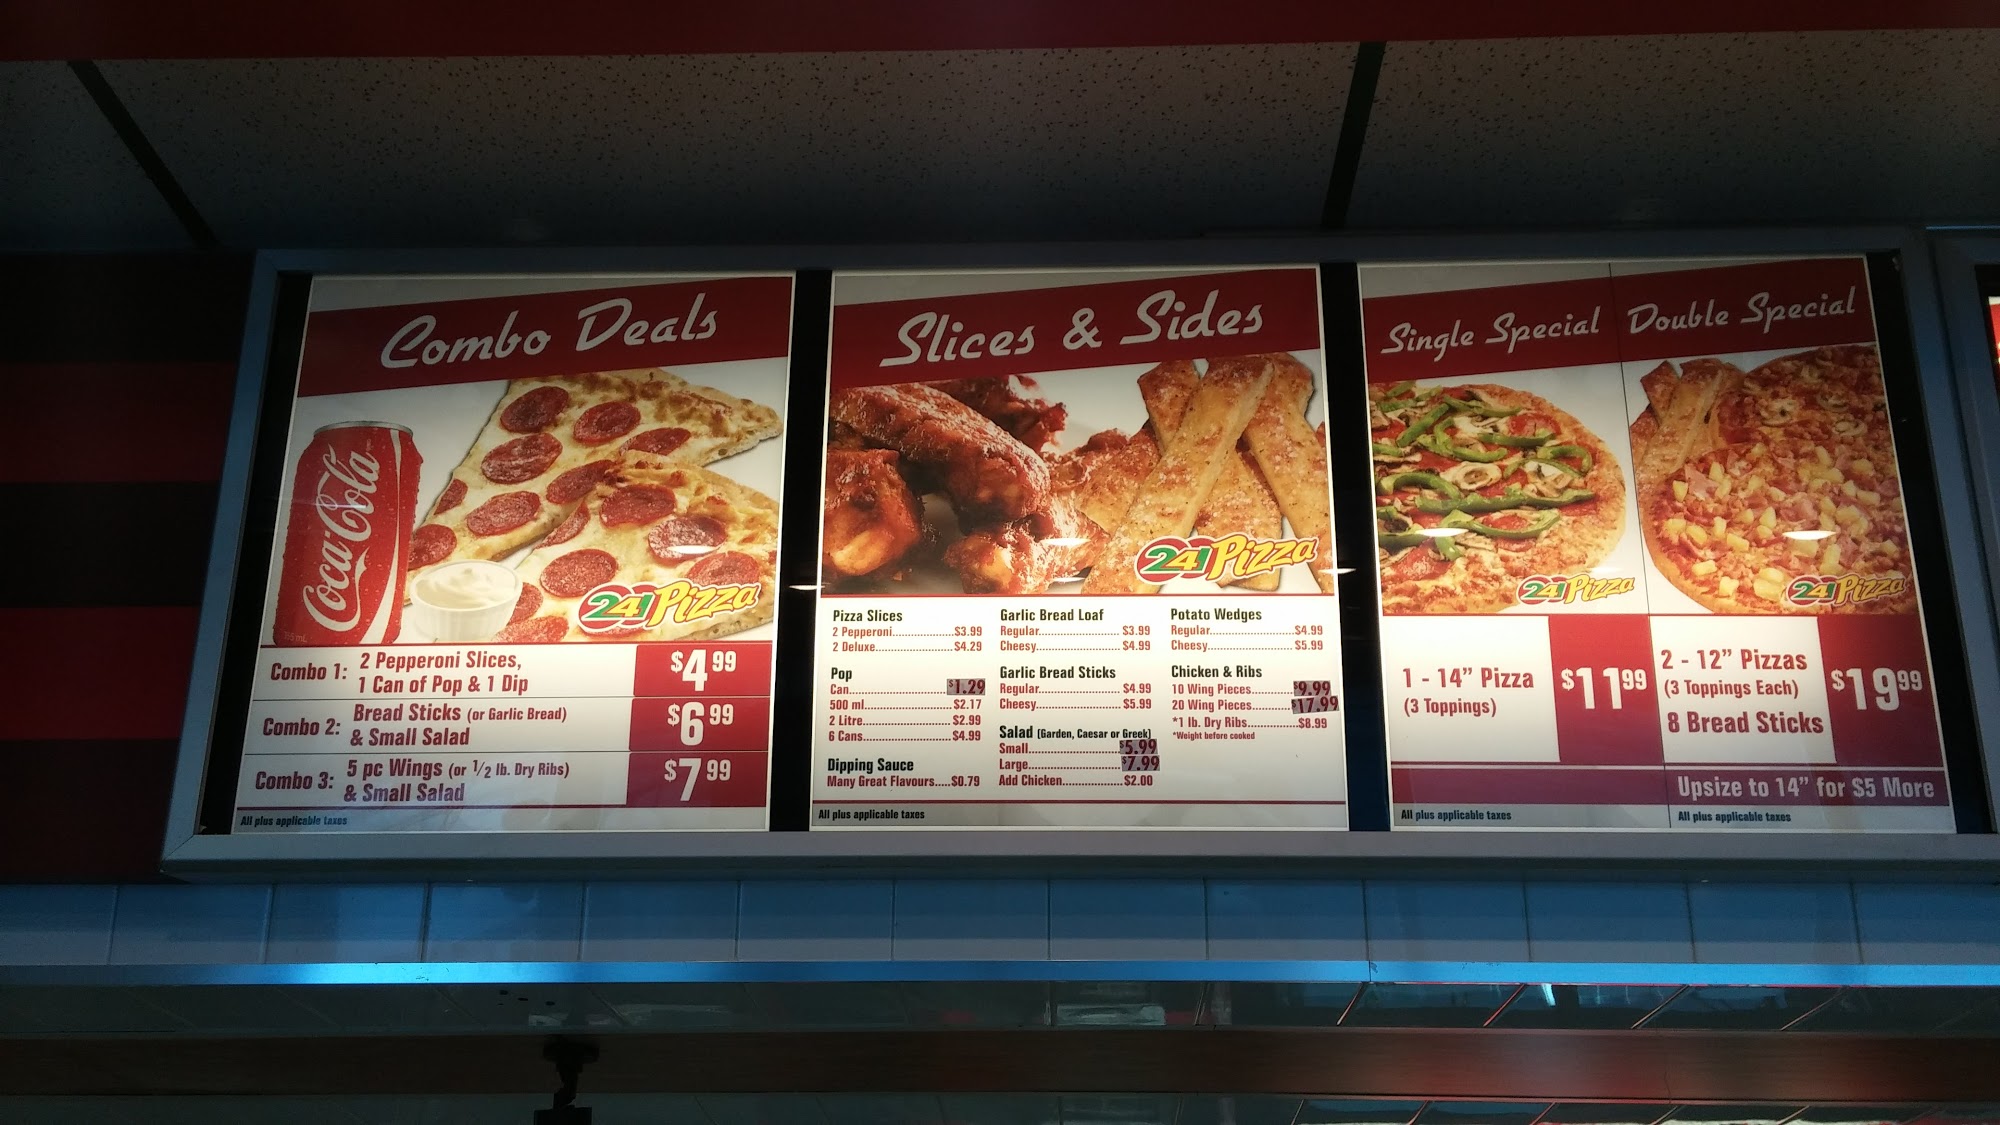 Combo Deals
Coca-Cola
241 Pizza
Combo 1: 2 Pepperoni Slices,
1 Can of Pop & 1 Dip
$4.99
Combo 2: Bread Sticks (or Garlic Bread)
& Small Salad
$6.99
Combo 3: 5 pc Wings (or 1/2 lb. Dry Ribs)
& Small Salad
$7.99
All plus applicable taxes
Slices & Sides
241 Pizza
Pizza Slices
2 Pepperoni....................$3.99
2 Deluxe.........................$4.29
Pop
Can................................$1.29
500 ml............................$2.17
2 Litre.............................$2.99
6 Cans............................$4.99
Dipping Sauce
Many Great Flavours.....$0.79
Garlic Bread Loaf
Regular..........................$3.99
Cheesy...........................$4.99
Garlic Bread Sticks
Regular..........................$4.99
Cheesy...........................$5.99
Salad (Garden, Caesar or Greek)
Small.............................$5.99
Large.............................$7.99
Add Chicken...................$2.00
Potato Wedges
Regular..........................$4.99
Cheesy...........................$5.99
Chicken & Ribs
10 Wing Pieces..............$9.99
20 Wing Pieces..............$17.99
*1 lb. Dry Ribs................$8.99
*Weight before cooked
All plus applicable taxes
Single Special
241 Pizza
1 - 14" Pizza
(3 Toppings)
$11.99
All plus applicable taxes
Double Special
241 Pizza
2 - 12" Pizzas
(3 Toppings Each)
8 Bread Sticks
$19.99
Upsize to 14" for $5 More
All plus applicable taxes